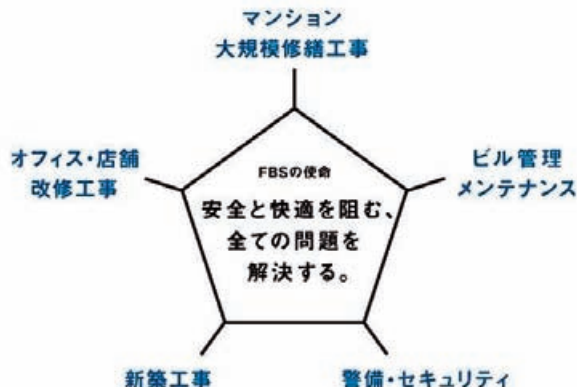 マンション
大規模修繕工事
オフィス・店舗
改修工事
ビル管理
メンテナンス
FBSの使命
安全と快適を阻む、
全ての問題を
解決する。
新築工事
警備・セキュリティ